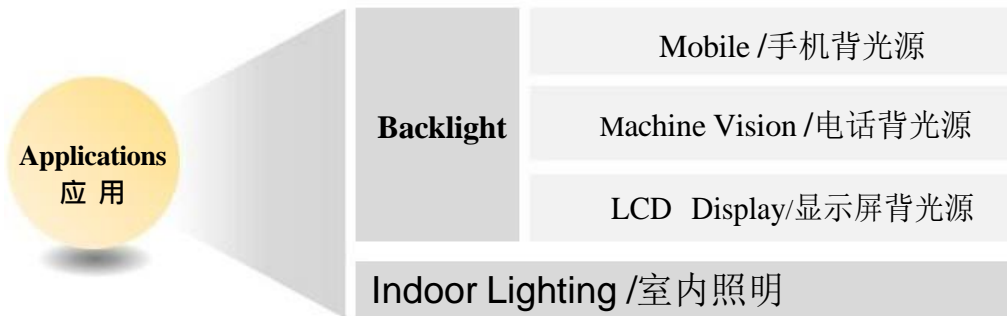 Applications
应 用
Backlight
Mobile /手机背光源
Machine Vision /电话背光源
LCD Display/显示屏背光源
Indoor Lighting /室内照明